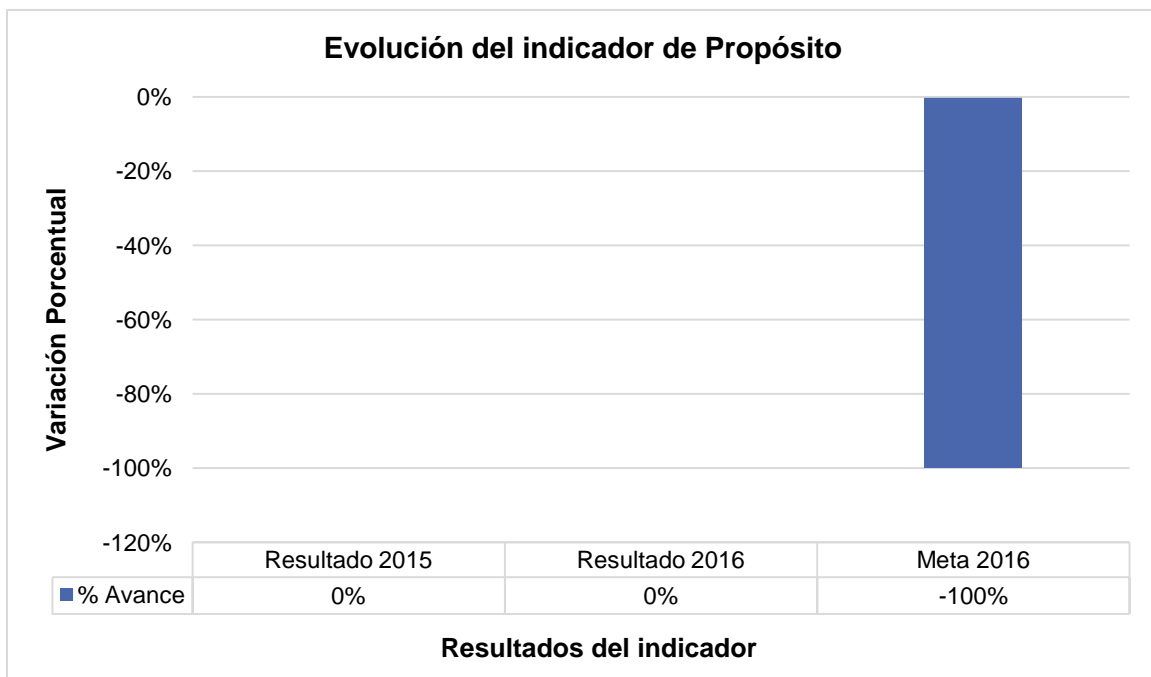 Evolución del indicador de Propósito
0%
-20%
-40%
-60%
-80%
-100%
-120%
Variación Porcentual
Resultado 2015 Resultado 2016 Meta 2016
% Avance 0% 0% -100%
Resultados del indicador